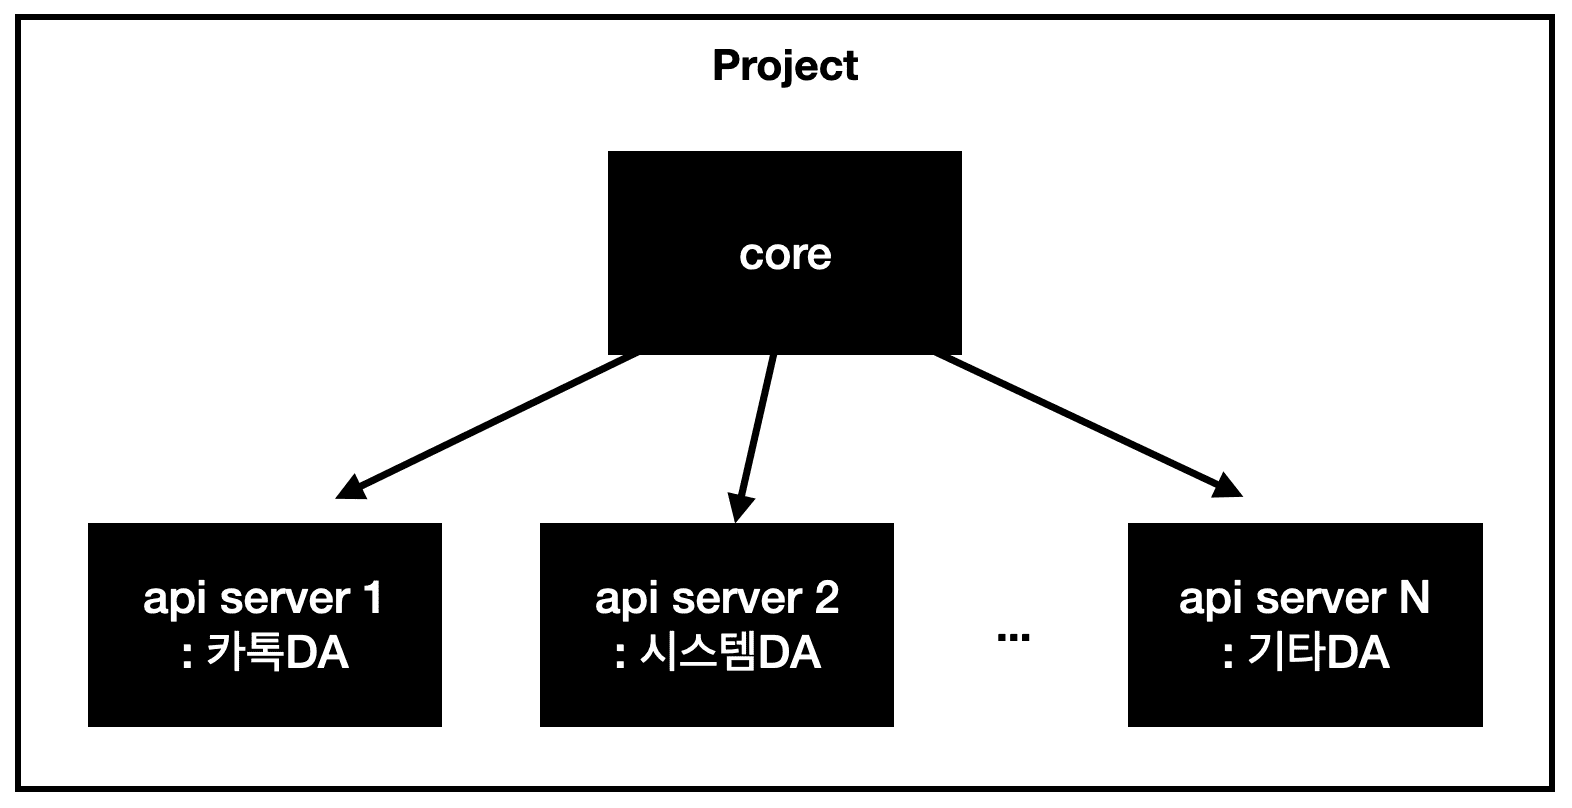 Project
core
api server 1
: 카톡DA
api server 2
: 시스템DA
...
api server N
: 기타DA